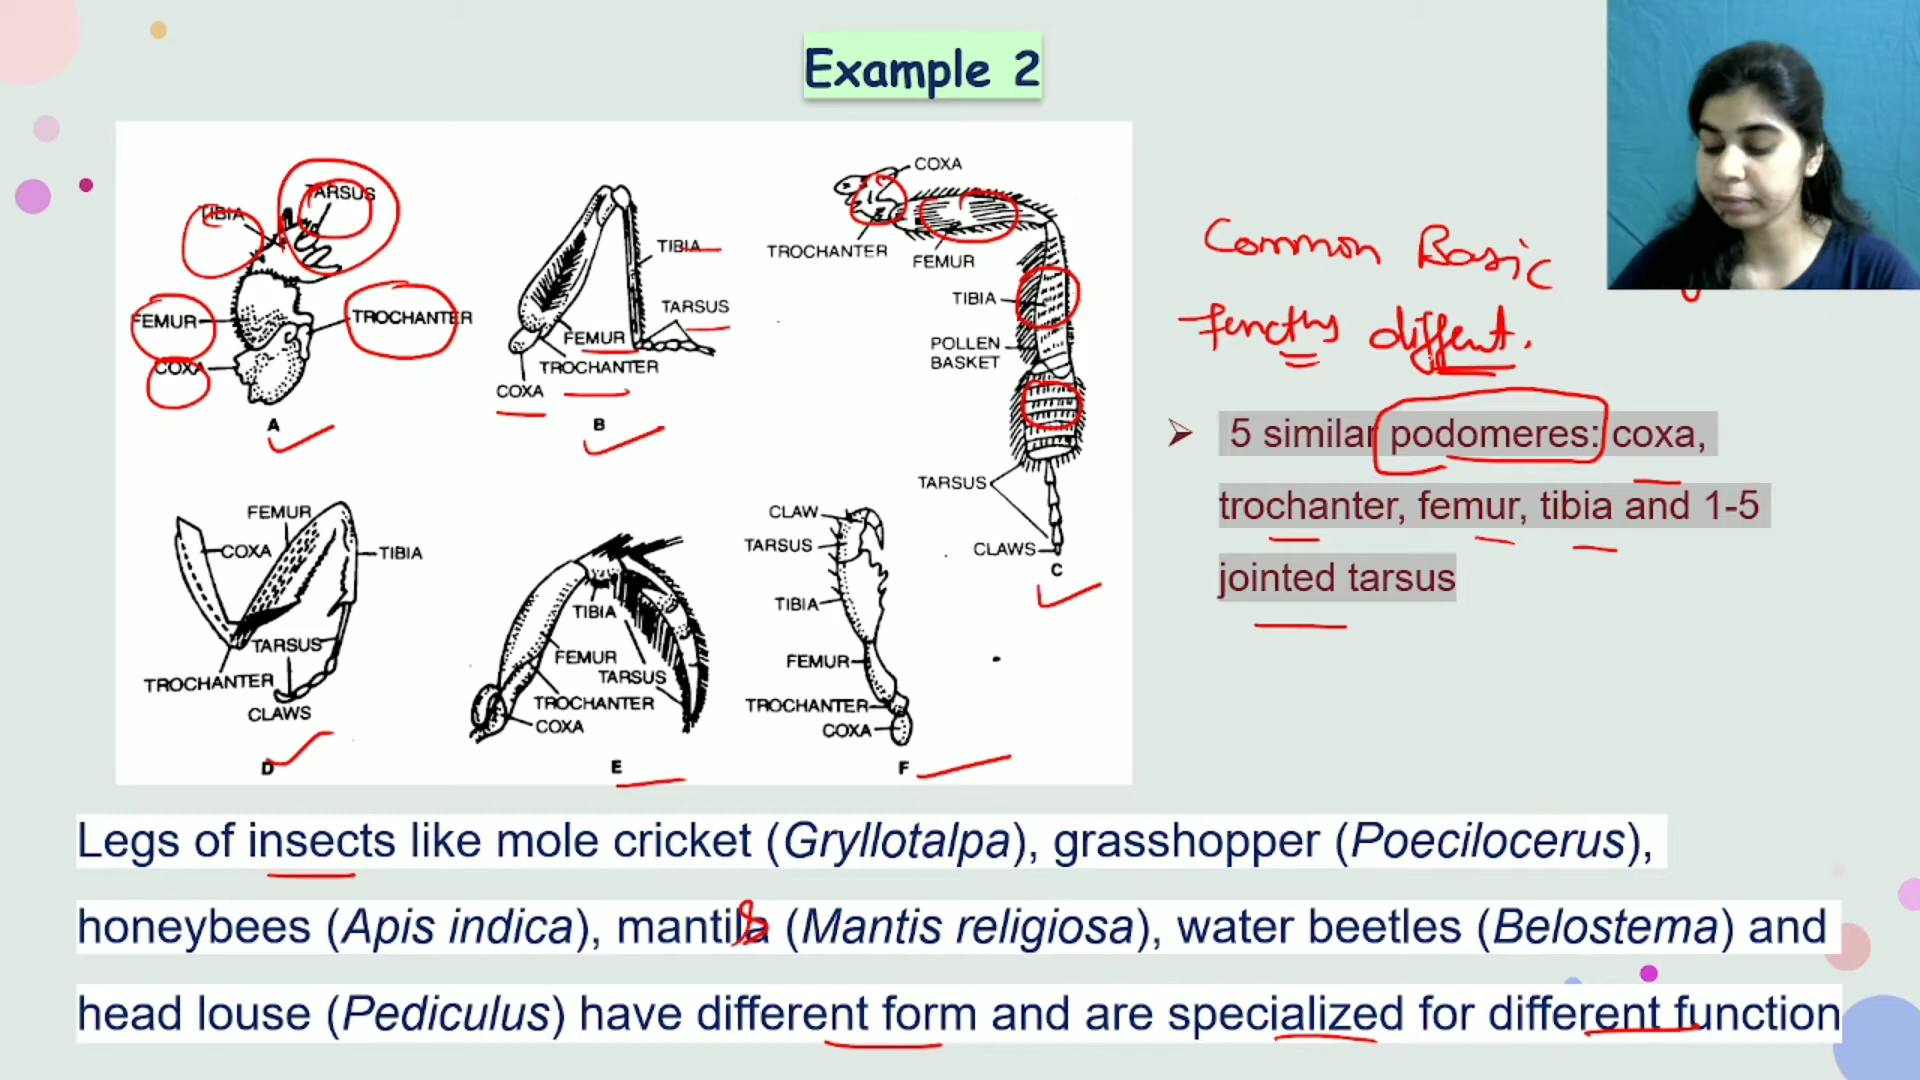 Example 2
TARSUS
TIBIA
FEMUR
TROCHANTER
COXA
A
TIBIA
TARSUS
FEMUR
TROCHANTER
COXA
B
COXA
TROCHANTER
FEMUR
TIBIA
POLLEN
BASKET
TARSUS
CLAWS
C
FEMUR
COXA
TIBIA
TARSUS
TROCHANTER
CLAWS
D
TIBIA
FEMUR
TARSUS
TROCHANTER
COXA
E
CLAW
TARSUS
TIBIA
FEMUR
TROCHANTER
COXA
F
Common Basic
diffent.
5 similar podomeres: coxa,
trochanter, femur, tibia and 1-5
jointed tarsus
Legs of insects like mole cricket (Gryllotalpa), grasshopper (Poecilocerus),
honeybees (Apis indica), (Mantis religiosa), water beetles (Belostema) and
head louse (Pediculus) have different form and are specialized for different function